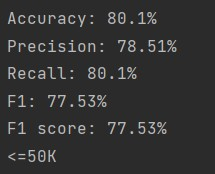 Accuracy: 80.1%
Precision: 78.51%
Recall: 80.1%
F1: 77.53%
F1 score: 77.53%
<=50K